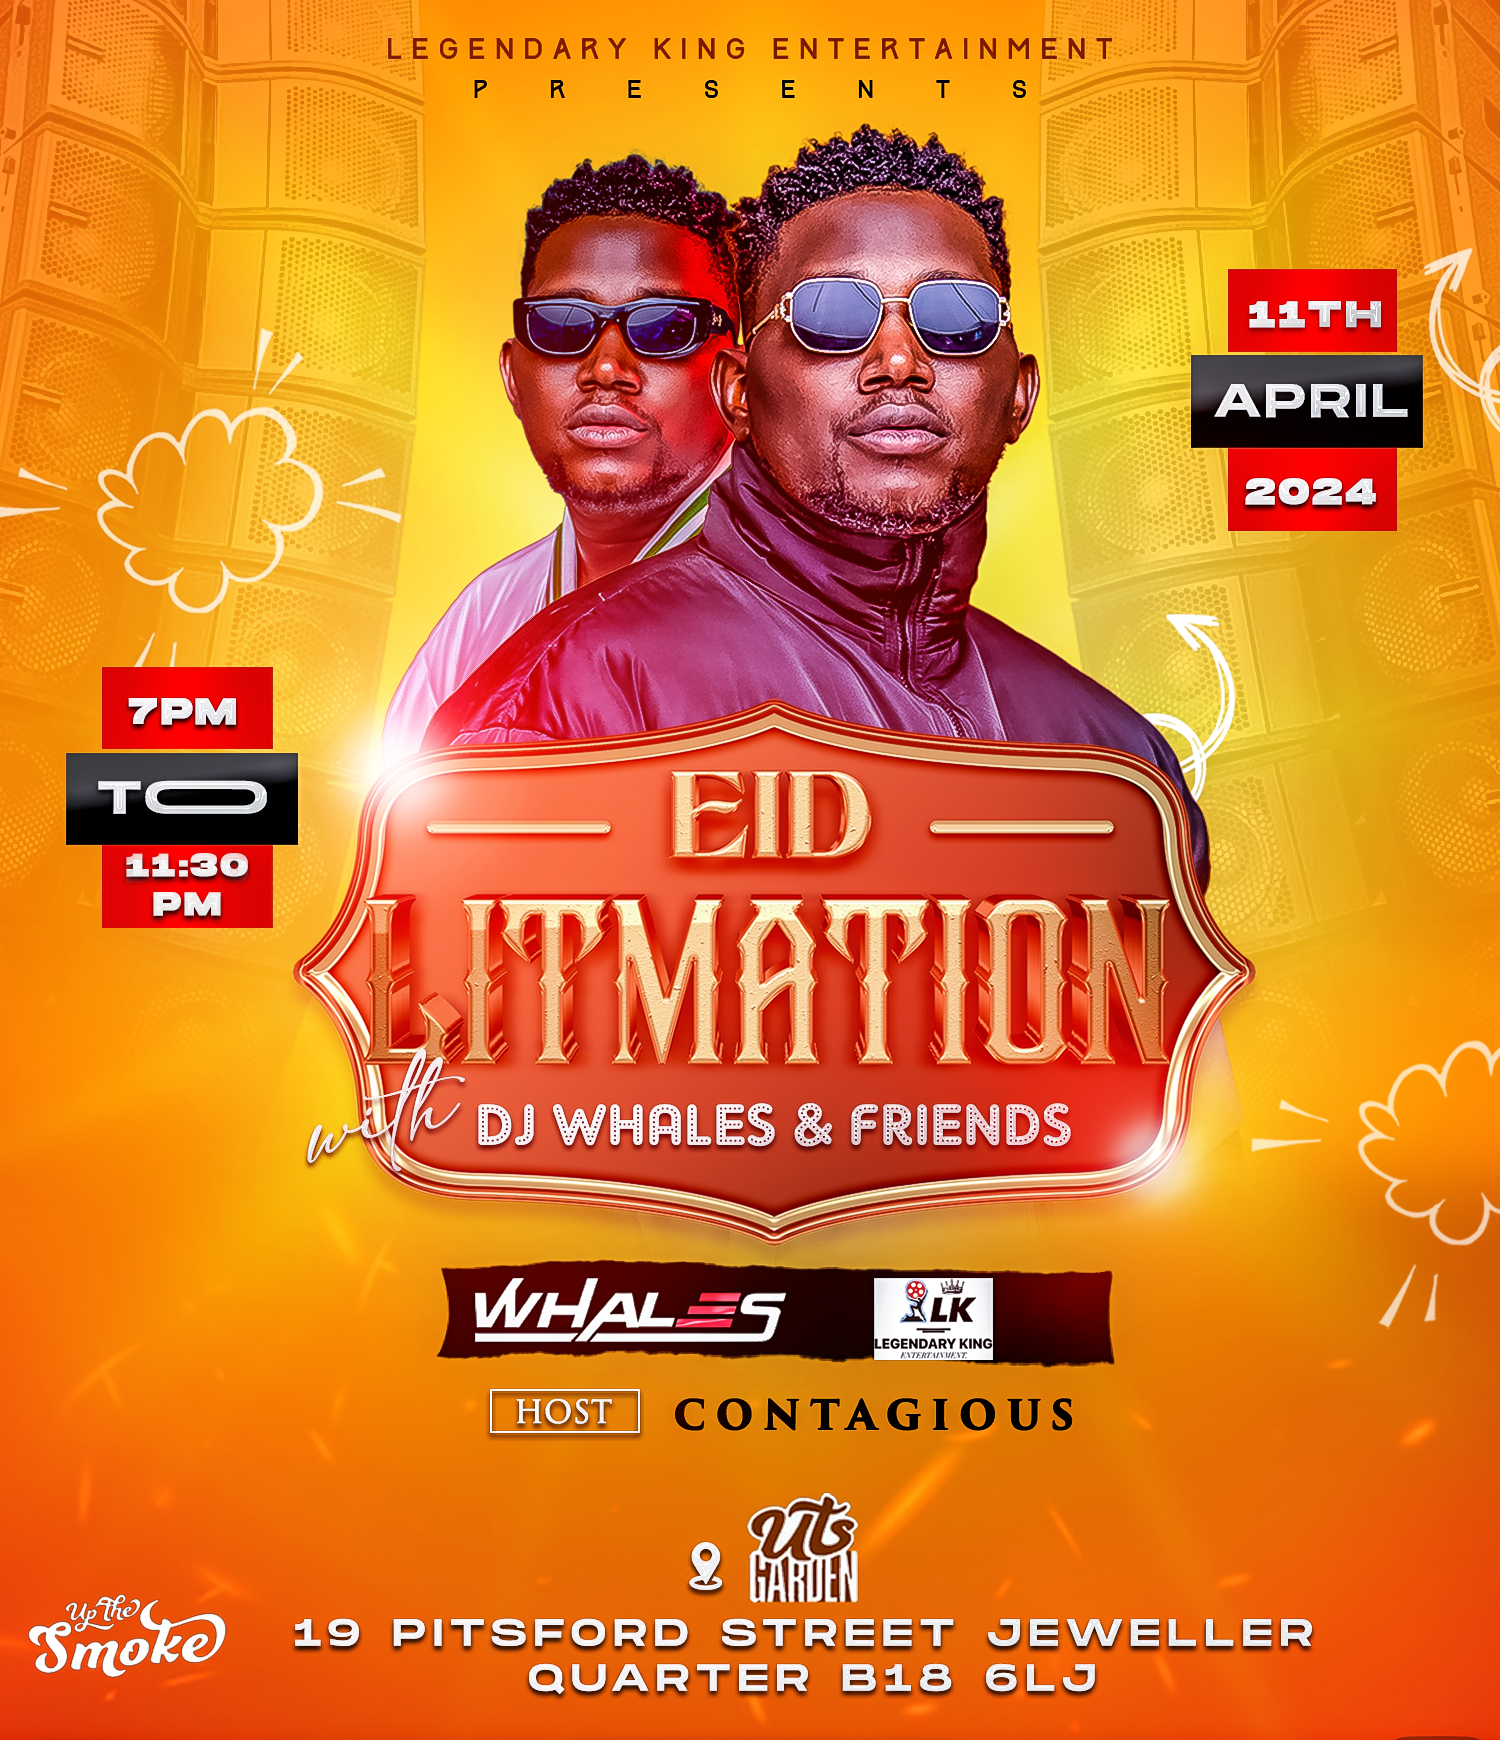 LEGENDARY KING ENTERTAINMENT
PRESENTS
11TH
APRIL
2024
7PM
TO
11:30
PM
EID
LITMATION
with DJ WHALES & FRIENDS
WHALES
LK
LEGENDARY KING
ENTERTAINMENT.
HOST CONTAGIOUS
Uts
GARDEN
Up The
Smoke
19 PITSFORD STREET JEWELLER
QUARTER B18 6LJ